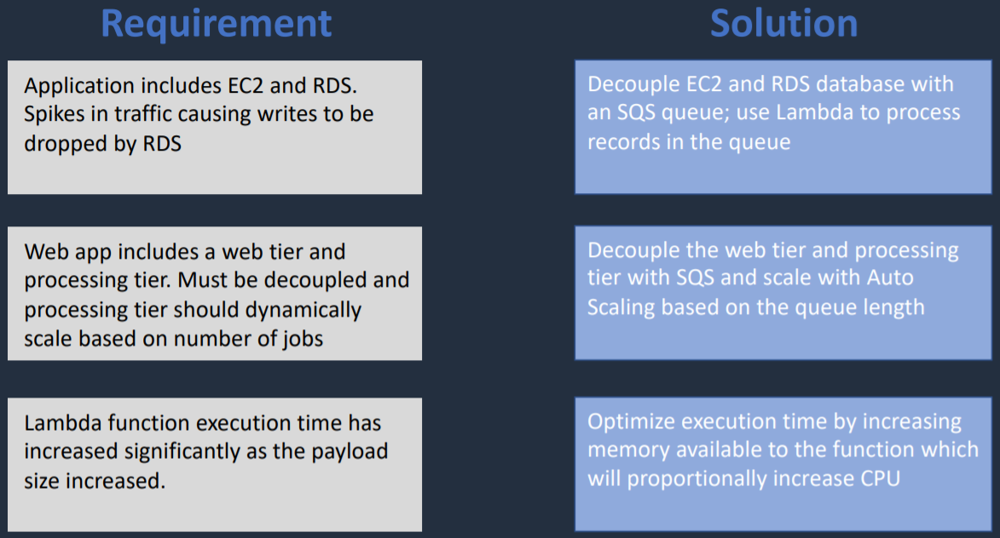 Requirement
Solution
Application includes EC2 and RDS.
Spikes in traffic causing writes to be
dropped by RDS
Decouple EC2 and RDS database with
an SQS queue; use Lambda to process
records in the queue
Web app includes a web tier and
processing tier. Must be decoupled and
processing tier should dynamically
scale based on number of jobs
Decouple the web tier and processing
tier with SQS and scale with Auto
Scaling based on the queue length
Lambda function execution time has
increased significantly as the payload
size increased.
Optimize execution time by increasing
memory available to the function which
will proportionally increase CPU